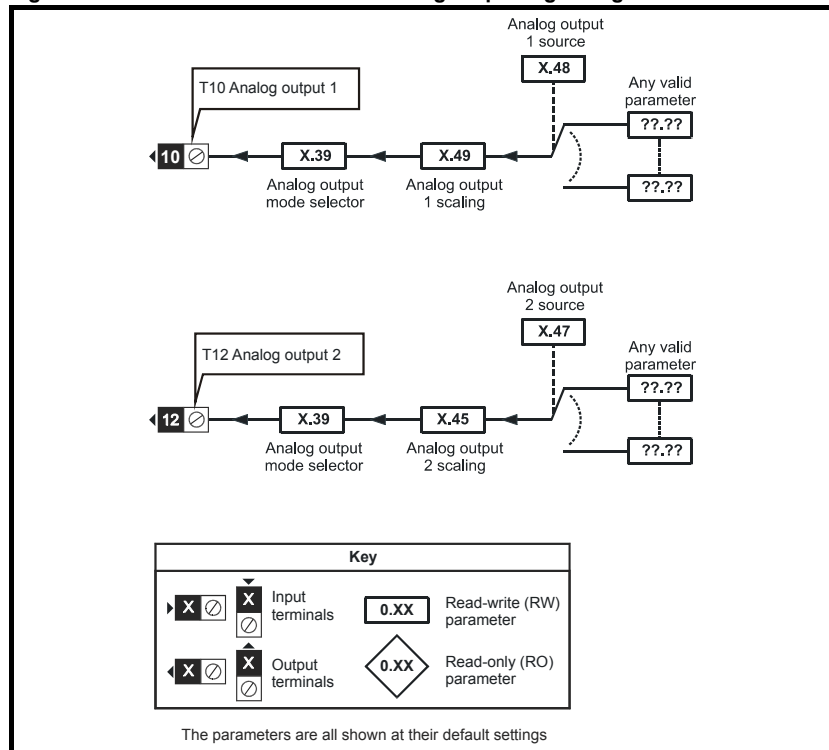 Analog output
1 source
X.48
T10 Analog output 1
Any valid
parameter
??.??
10
X.39
X.49
Analog output
mode selector
Analog output
1 scaling
??.??
Analog output
2 source
X.47
T12 Analog output 2
Any valid
parameter
??.??
12
X.39
X.45
Analog output
mode selector
Analog output
2 scaling
??.??
Key
X
X
Input
terminals
0.XX
Read-write (RW)
parameter
X
X
Output
terminals
0.XX
Read-only (RO)
parameter
The parameters are all shown at their default settings